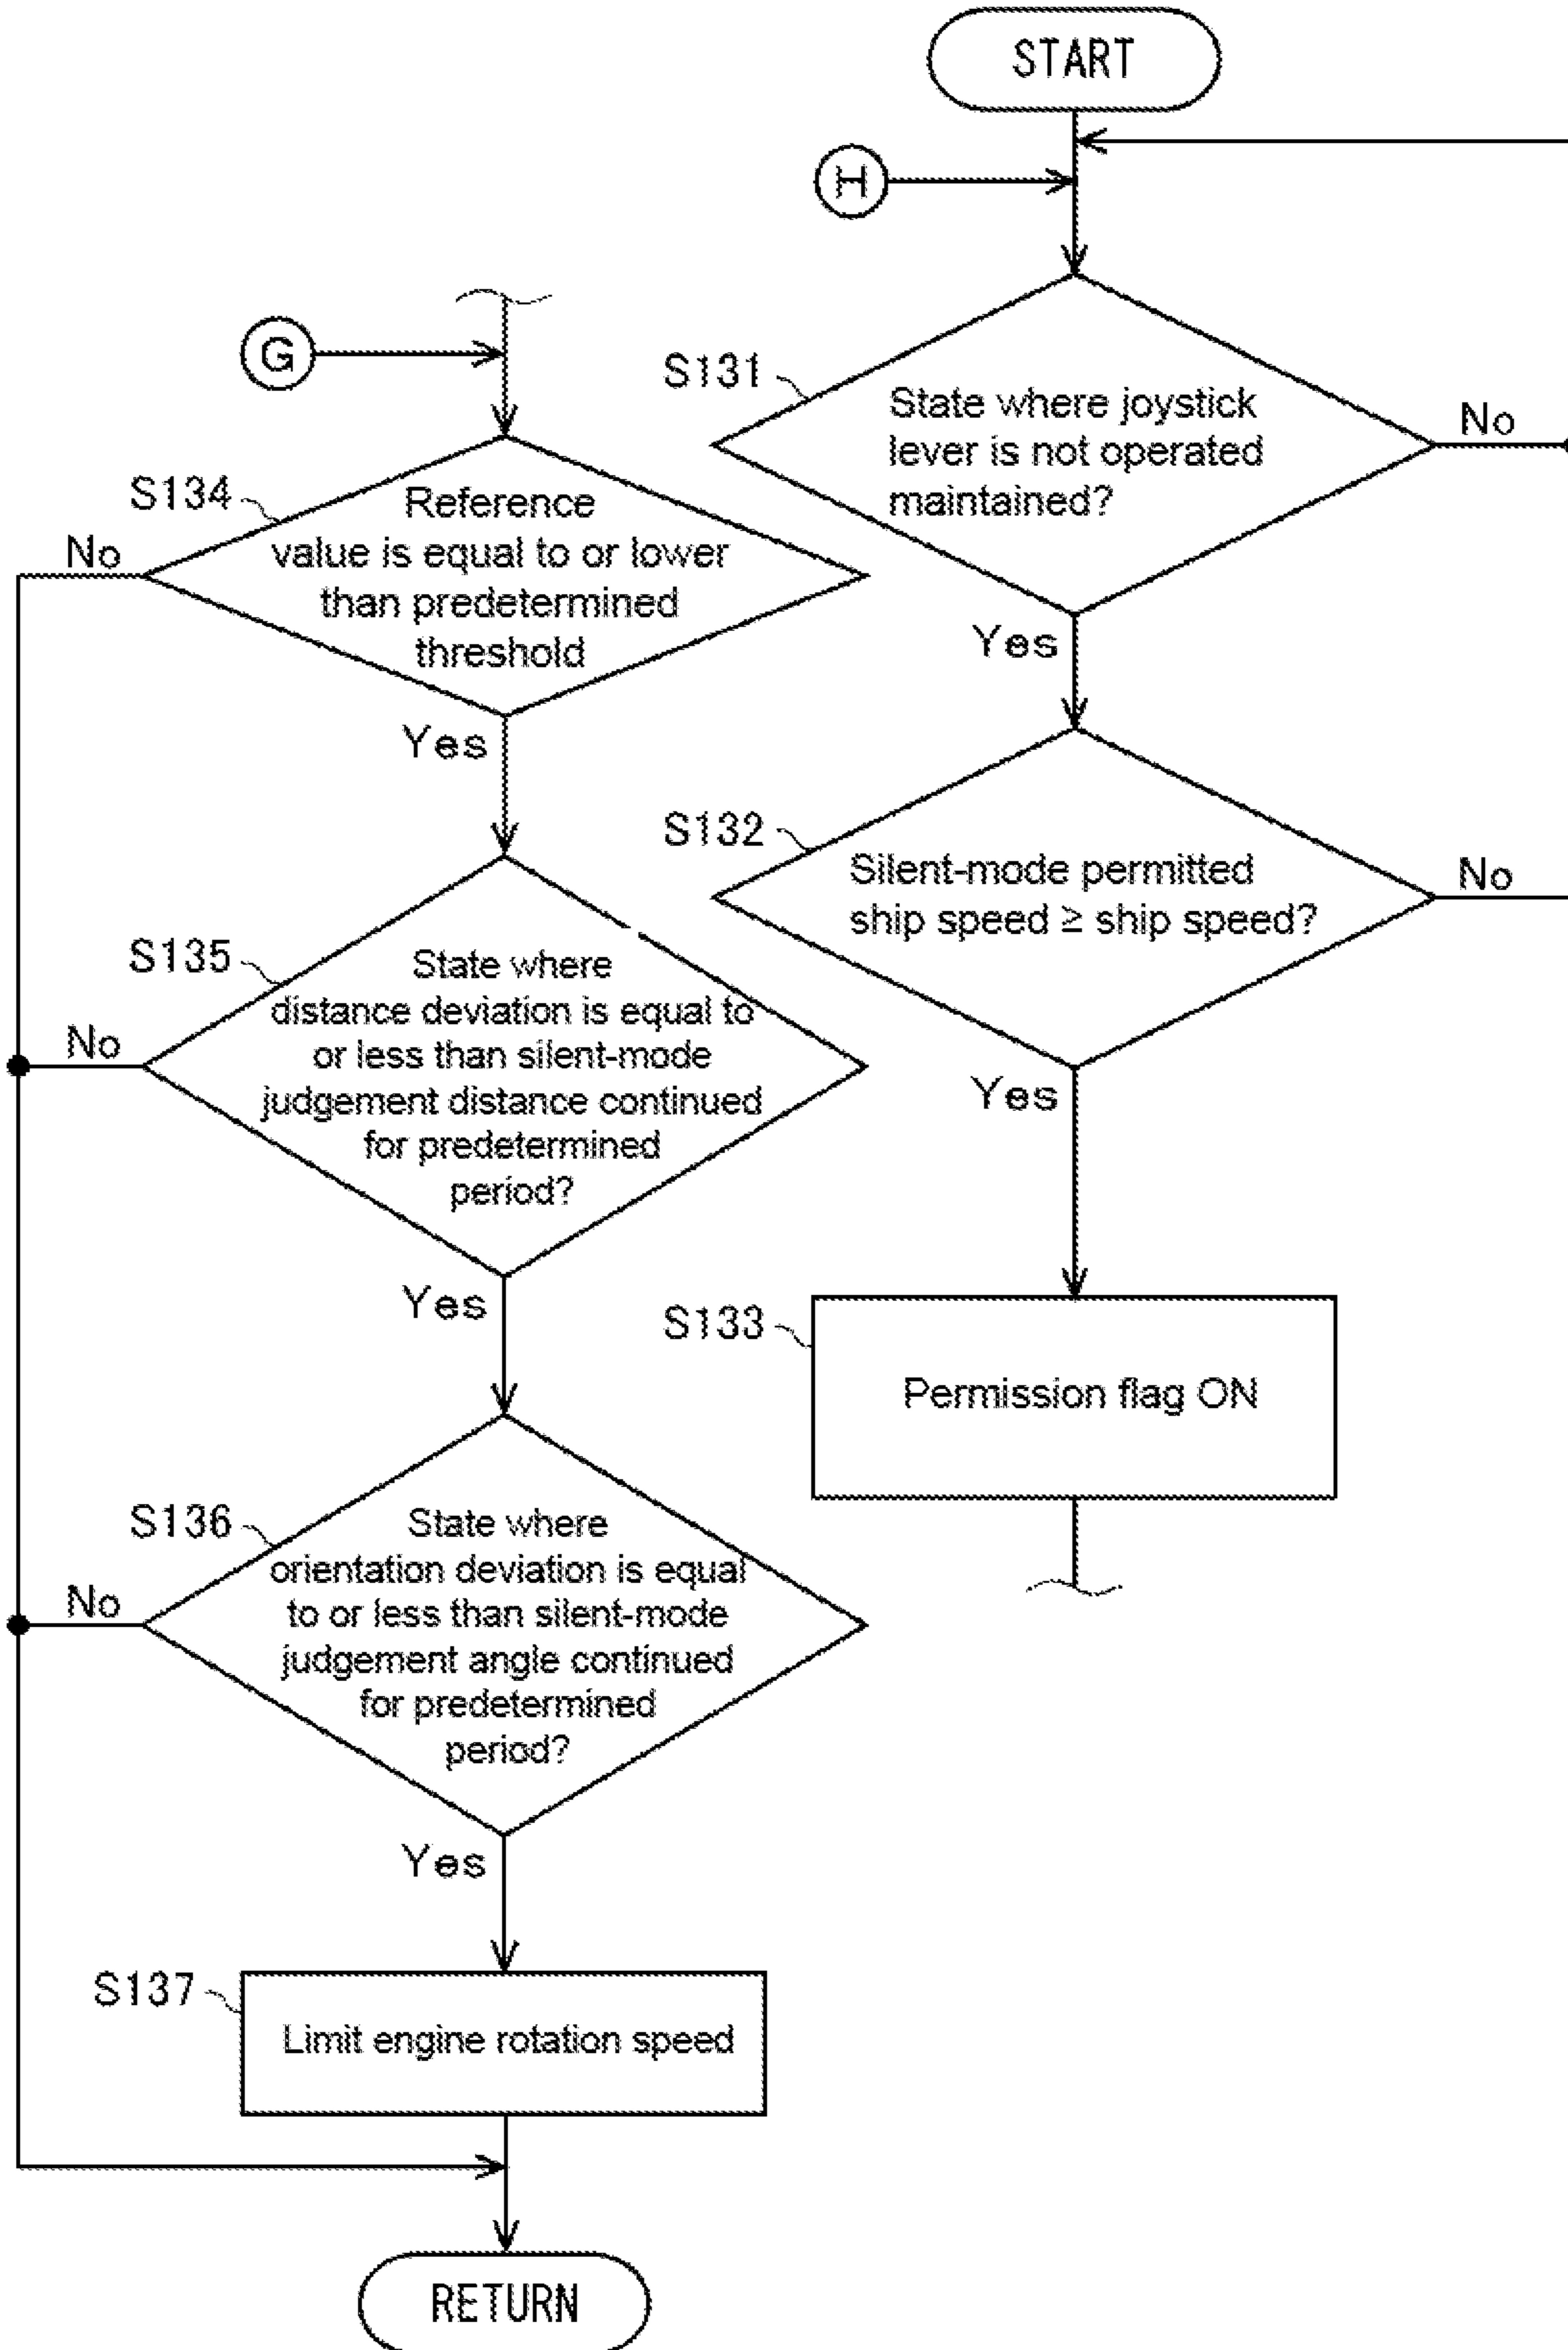 START
H
S131
State where joystick
lever is not operated
maintained?
No
Yes
S132
Silent-mode permitted
ship speed ≥ ship speed?
No
Yes
S133
Permission flag ON
G
S134
Reference
value is equal to or lower
than predetermined
threshold
No
Yes
S135
State where
distance deviation is equal to
or less than silent-mode
judgement distance continued
for predetermined
period?
No
Yes
S136
State where
orientation deviation is equal
to or less than silent-mode
judgement angle continued
for predetermined
period?
No
Yes
S137
Limit engine rotation speed
RETURN